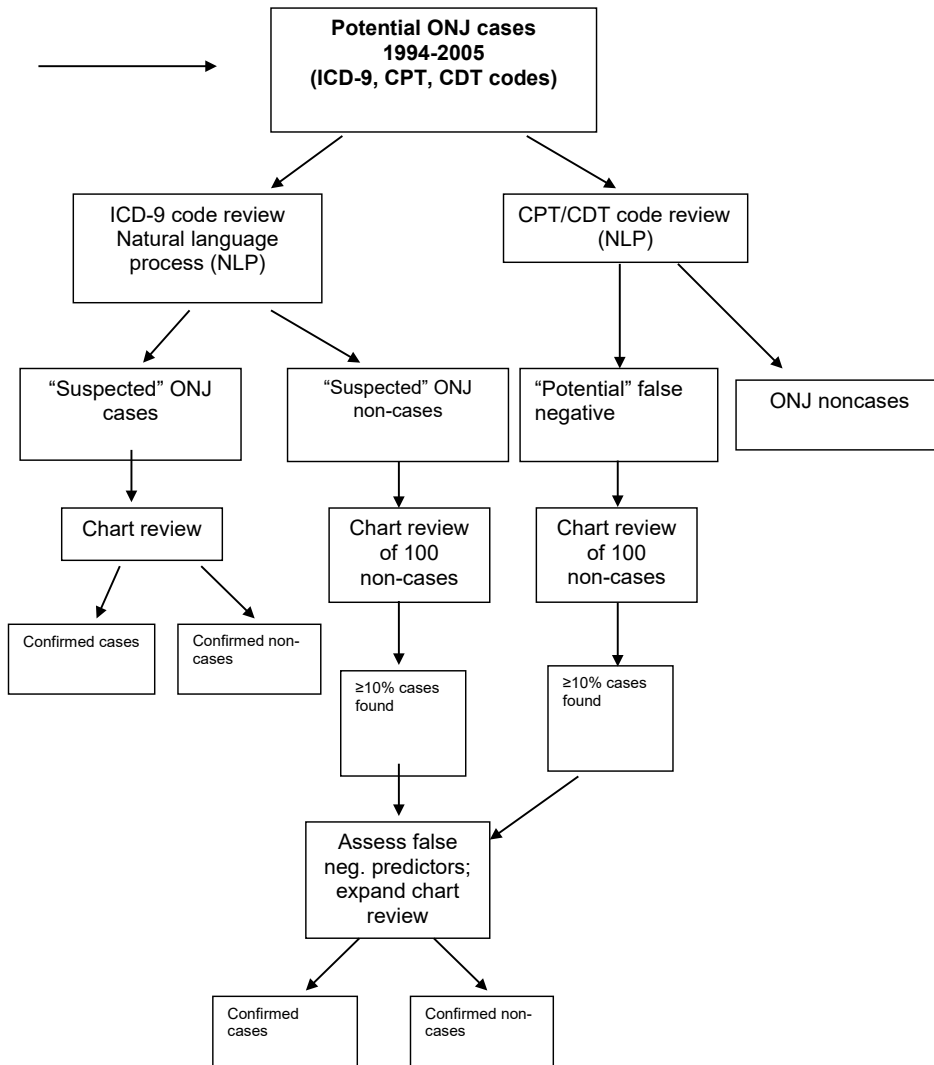 Potential ONJ cases
1994-2005
(ICD-9, CPT, CDT codes)
ICD-9 code review
Natural language
process (NLP)
CPT/CDT code review
(NLP)
“Suspected” ONJ
cases
“Suspected” ONJ
non-cases
“Potential” false
negative
ONJ noncases
Chart review
Chart review
of 100
non-cases
Chart review
of 100
non-cases
Confirmed cases
Confirmed non-
cases
≥10% cases
found
≥10% cases
found
Assess false
neg. predictors;
expand chart
review
Confirmed
cases
Confirmed non-
cases